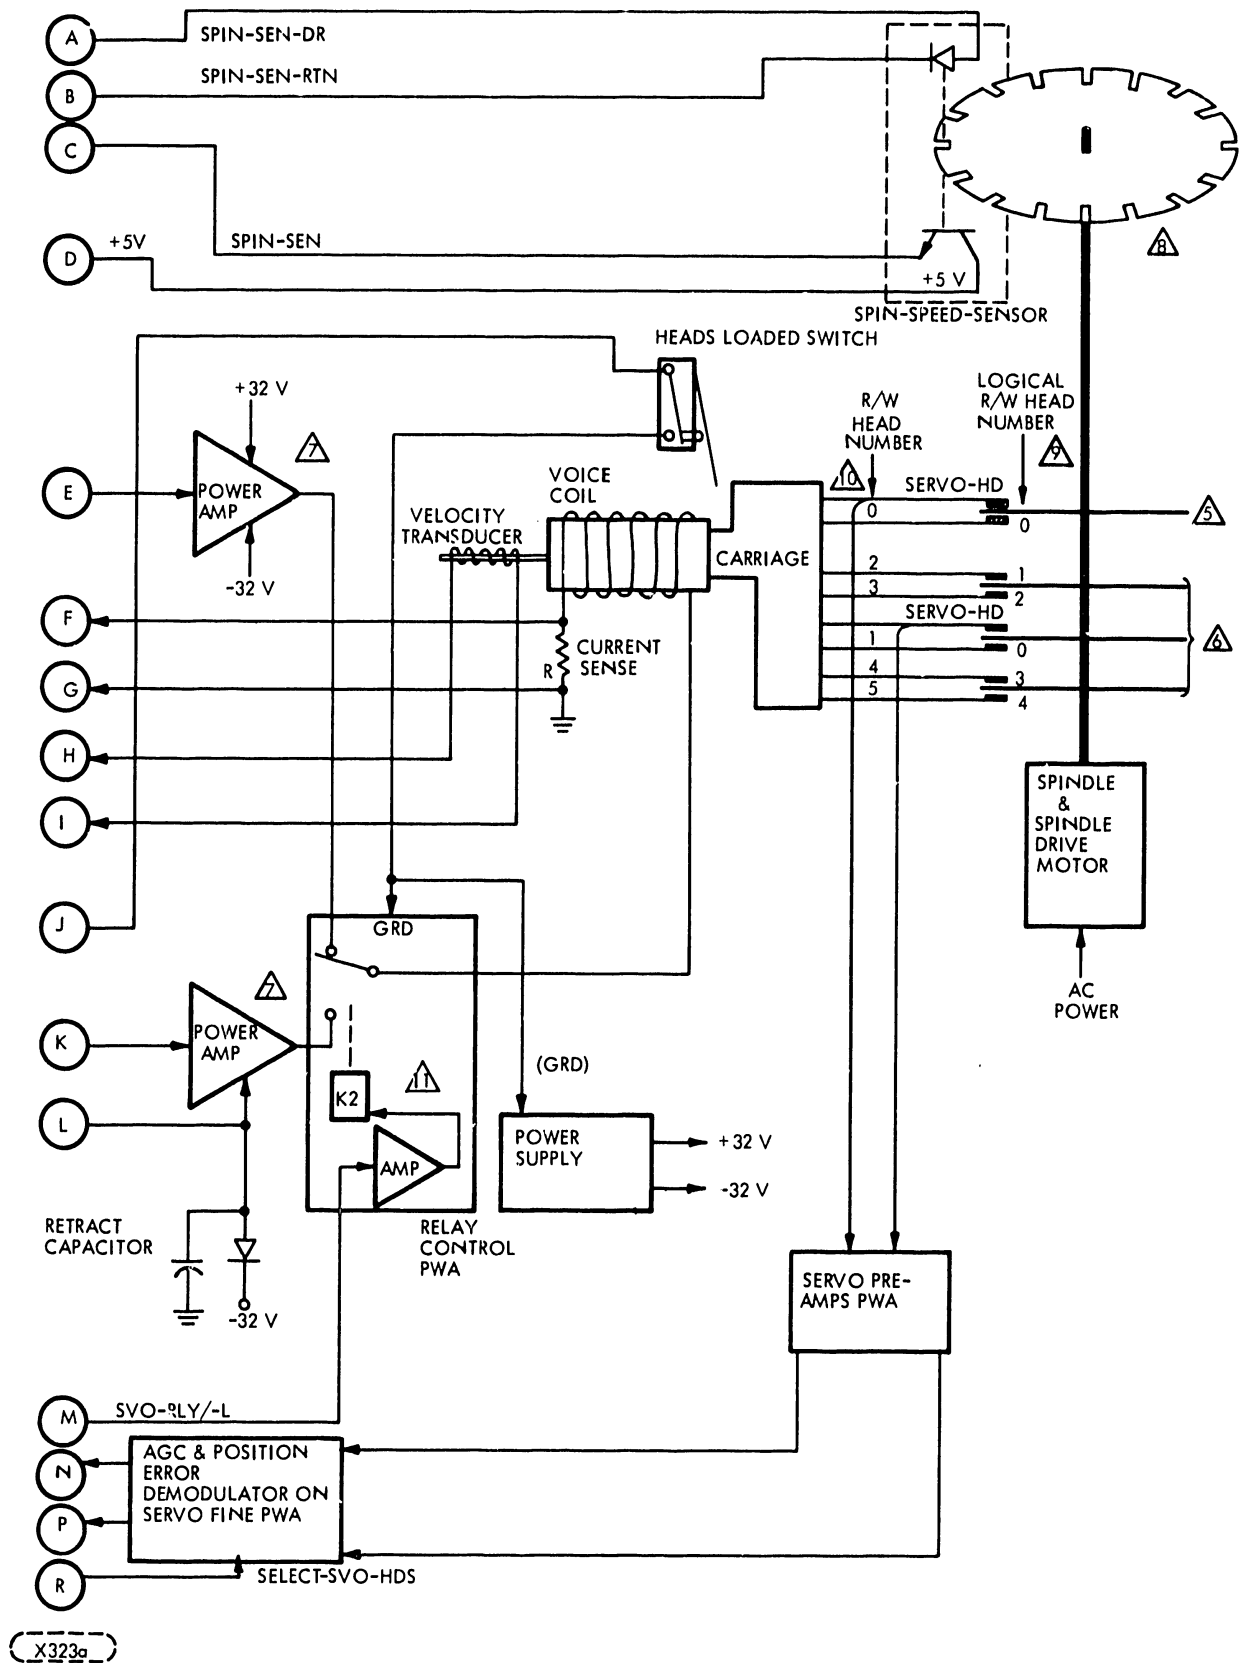 A
SPIN-SEN-DR
SPIN-SEN-RTN
B
C
D
+5V
SPIN-SEN
+5 V
SPIN-SPEED-SENSOR
8
HEADS LOADED SWITCH
+32 V
7
E
POWER
AMP
-32 V
VOICE
COIL
VELOCITY
TRANSDUCER
CARRIAGE
R/W
HEAD
NUMBER
LOGICAL
R/W HEAD
NUMBER
9
10
SERVO-HD
0
0
5
2
1
3
2
SERVO-HD
1
0
6
4
3
5
4
F
CURRENT
SENSE
R
G
H
I
J
SPINDLE
&
SPINDLE
DRIVE
MOTOR
AC
POWER
GRD
7
K
POWER
AMP
K2
11
(GRD)
L
AMP
POWER
SUPPLY
+32 V
-32 V
RETRACT
CAPACITOR
-32 V
RELAY
CONTROL
PWA
SERVO PRE-
AMPS PWA
M
SVO-RLY/-L
N
AGC & POSITION
ERROR
DEMODULATOR ON
SERVO FINE PWA
P
R
SELECT-SVO-HDS
X323a